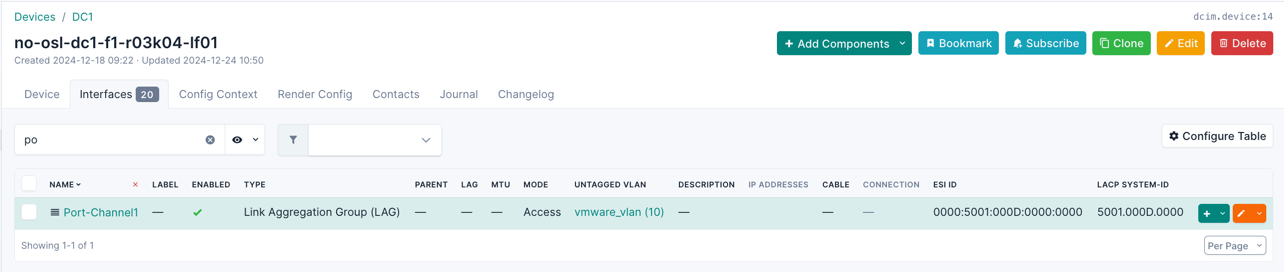 Devices / DC1
dcim.device:14
no-osl-dc1-f1-r03k04-lf01
Created 2024-12-18 09:22 · Updated 2024-12-24 10:50
+ Add Components Bookmark Subscribe Clone Edit Delete
Device Interfaces 20 Config Context Render Config Contacts Journal Changelog
po
Configure Table
NAME LABEL ENABLED TYPE PARENT LAG MTU MODE UNTAGGED VLAN DESCRIPTION IP ADDRESSES CABLE CONNECTION ESI ID LACP SYSTEM-ID
Port-Channel1 — Link Aggregation Group (LAG) — — — Access vmware_vlan (10) — — — 0000:5001:000D:0000:0000 5001.000D.0000
Showing 1-1 of 1
Per Page